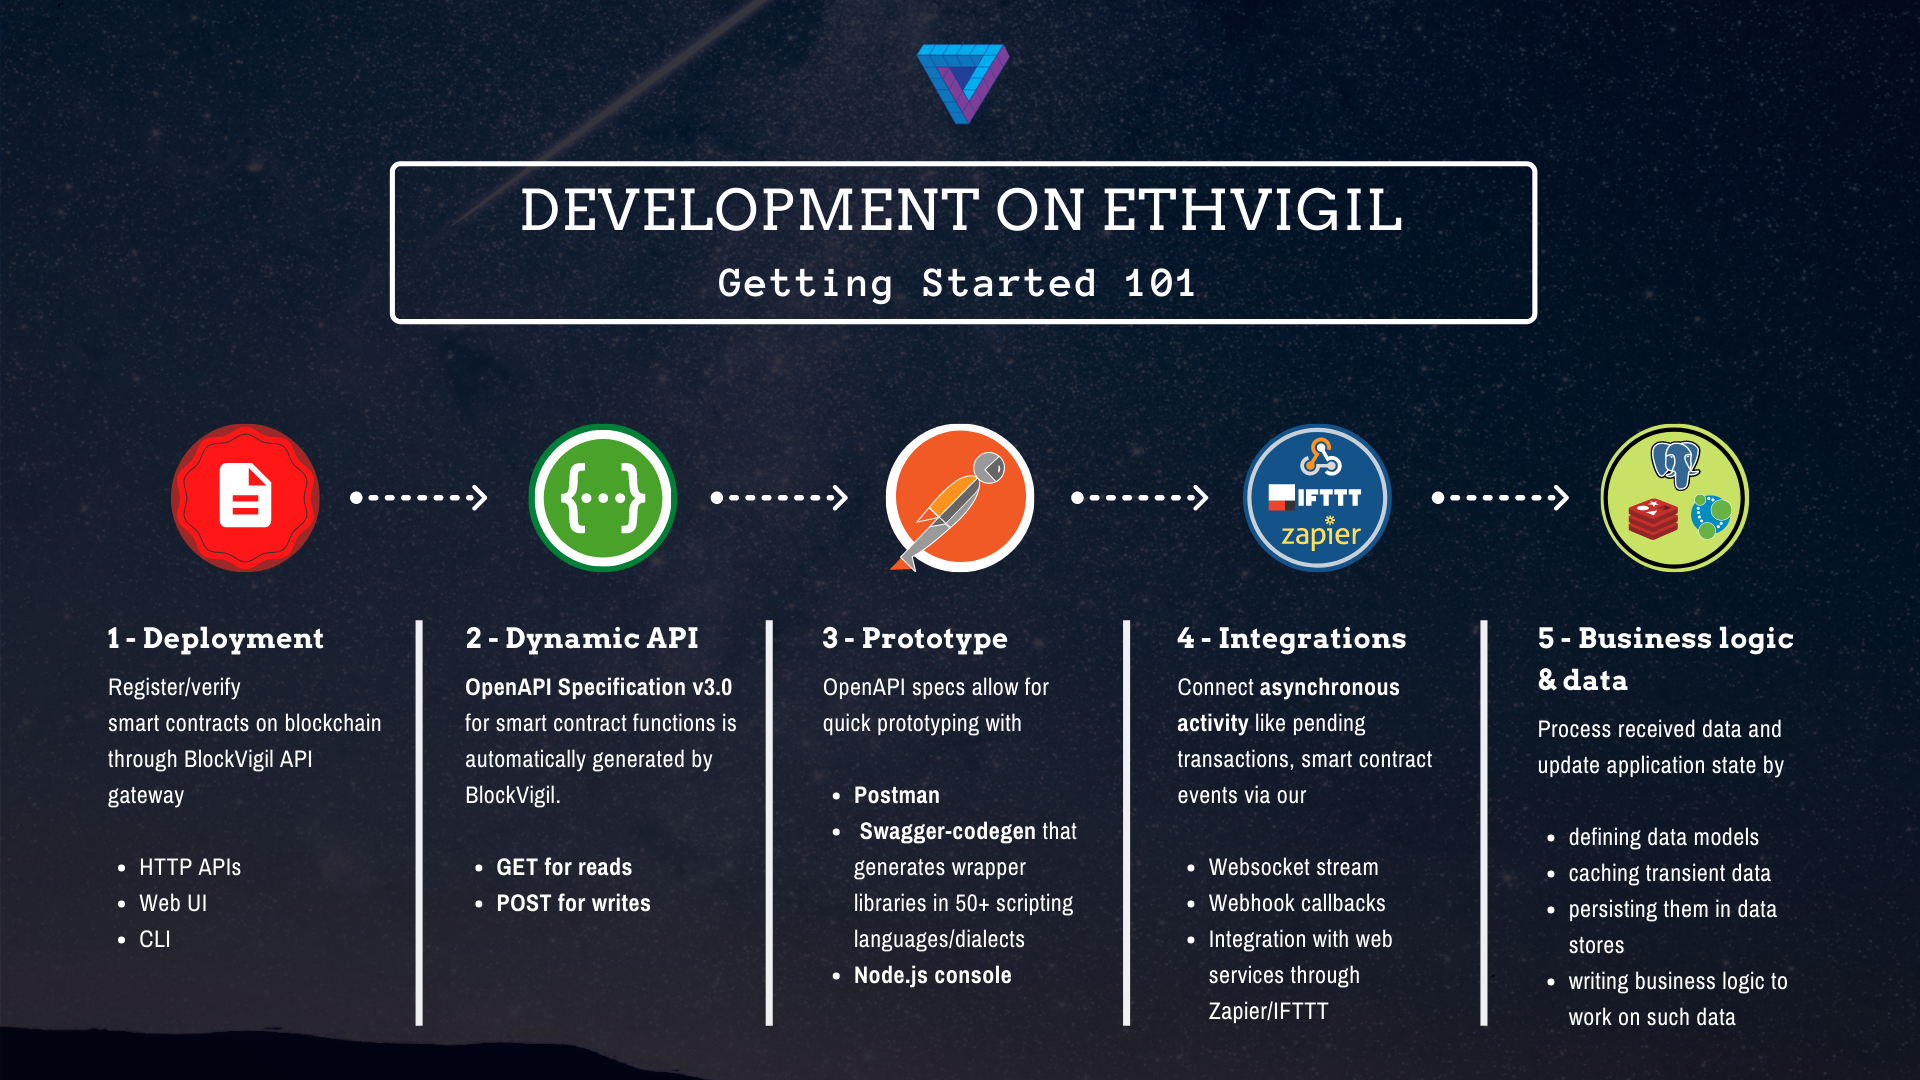 DEVELOPMENT ON ETHVIGIL
Getting Started 101
IFTTT
zapier
1 - Deployment
Register/verify
smart contracts on blockchain
through BlockVigil API
gateway
• HTTP APIs
• Web UI
• CLI
2 - Dynamic API
OpenAPI Specification v3.0
for smart contract functions is
automatically generated by
BlockVigil.
• GET for reads
• POST for writes
3 - Prototype
OpenAPI specs allow for
quick prototyping with
• Postman
• Swagger-codegen that
generates wrapper
libraries in 50+ scripting
languages/dialects
• Node.js console
4 - Integrations
Connect asynchronous
activity like pending
transactions, smart contract
events via our
• Websocket stream
• Webhook callbacks
• Integration with web
services through
Zapier/IFTTT
5 - Business logic
& data
Process received data and
update application state by
• defining data models
• caching transient data
• persisting them in data
stores
• writing business logic to
work on such data